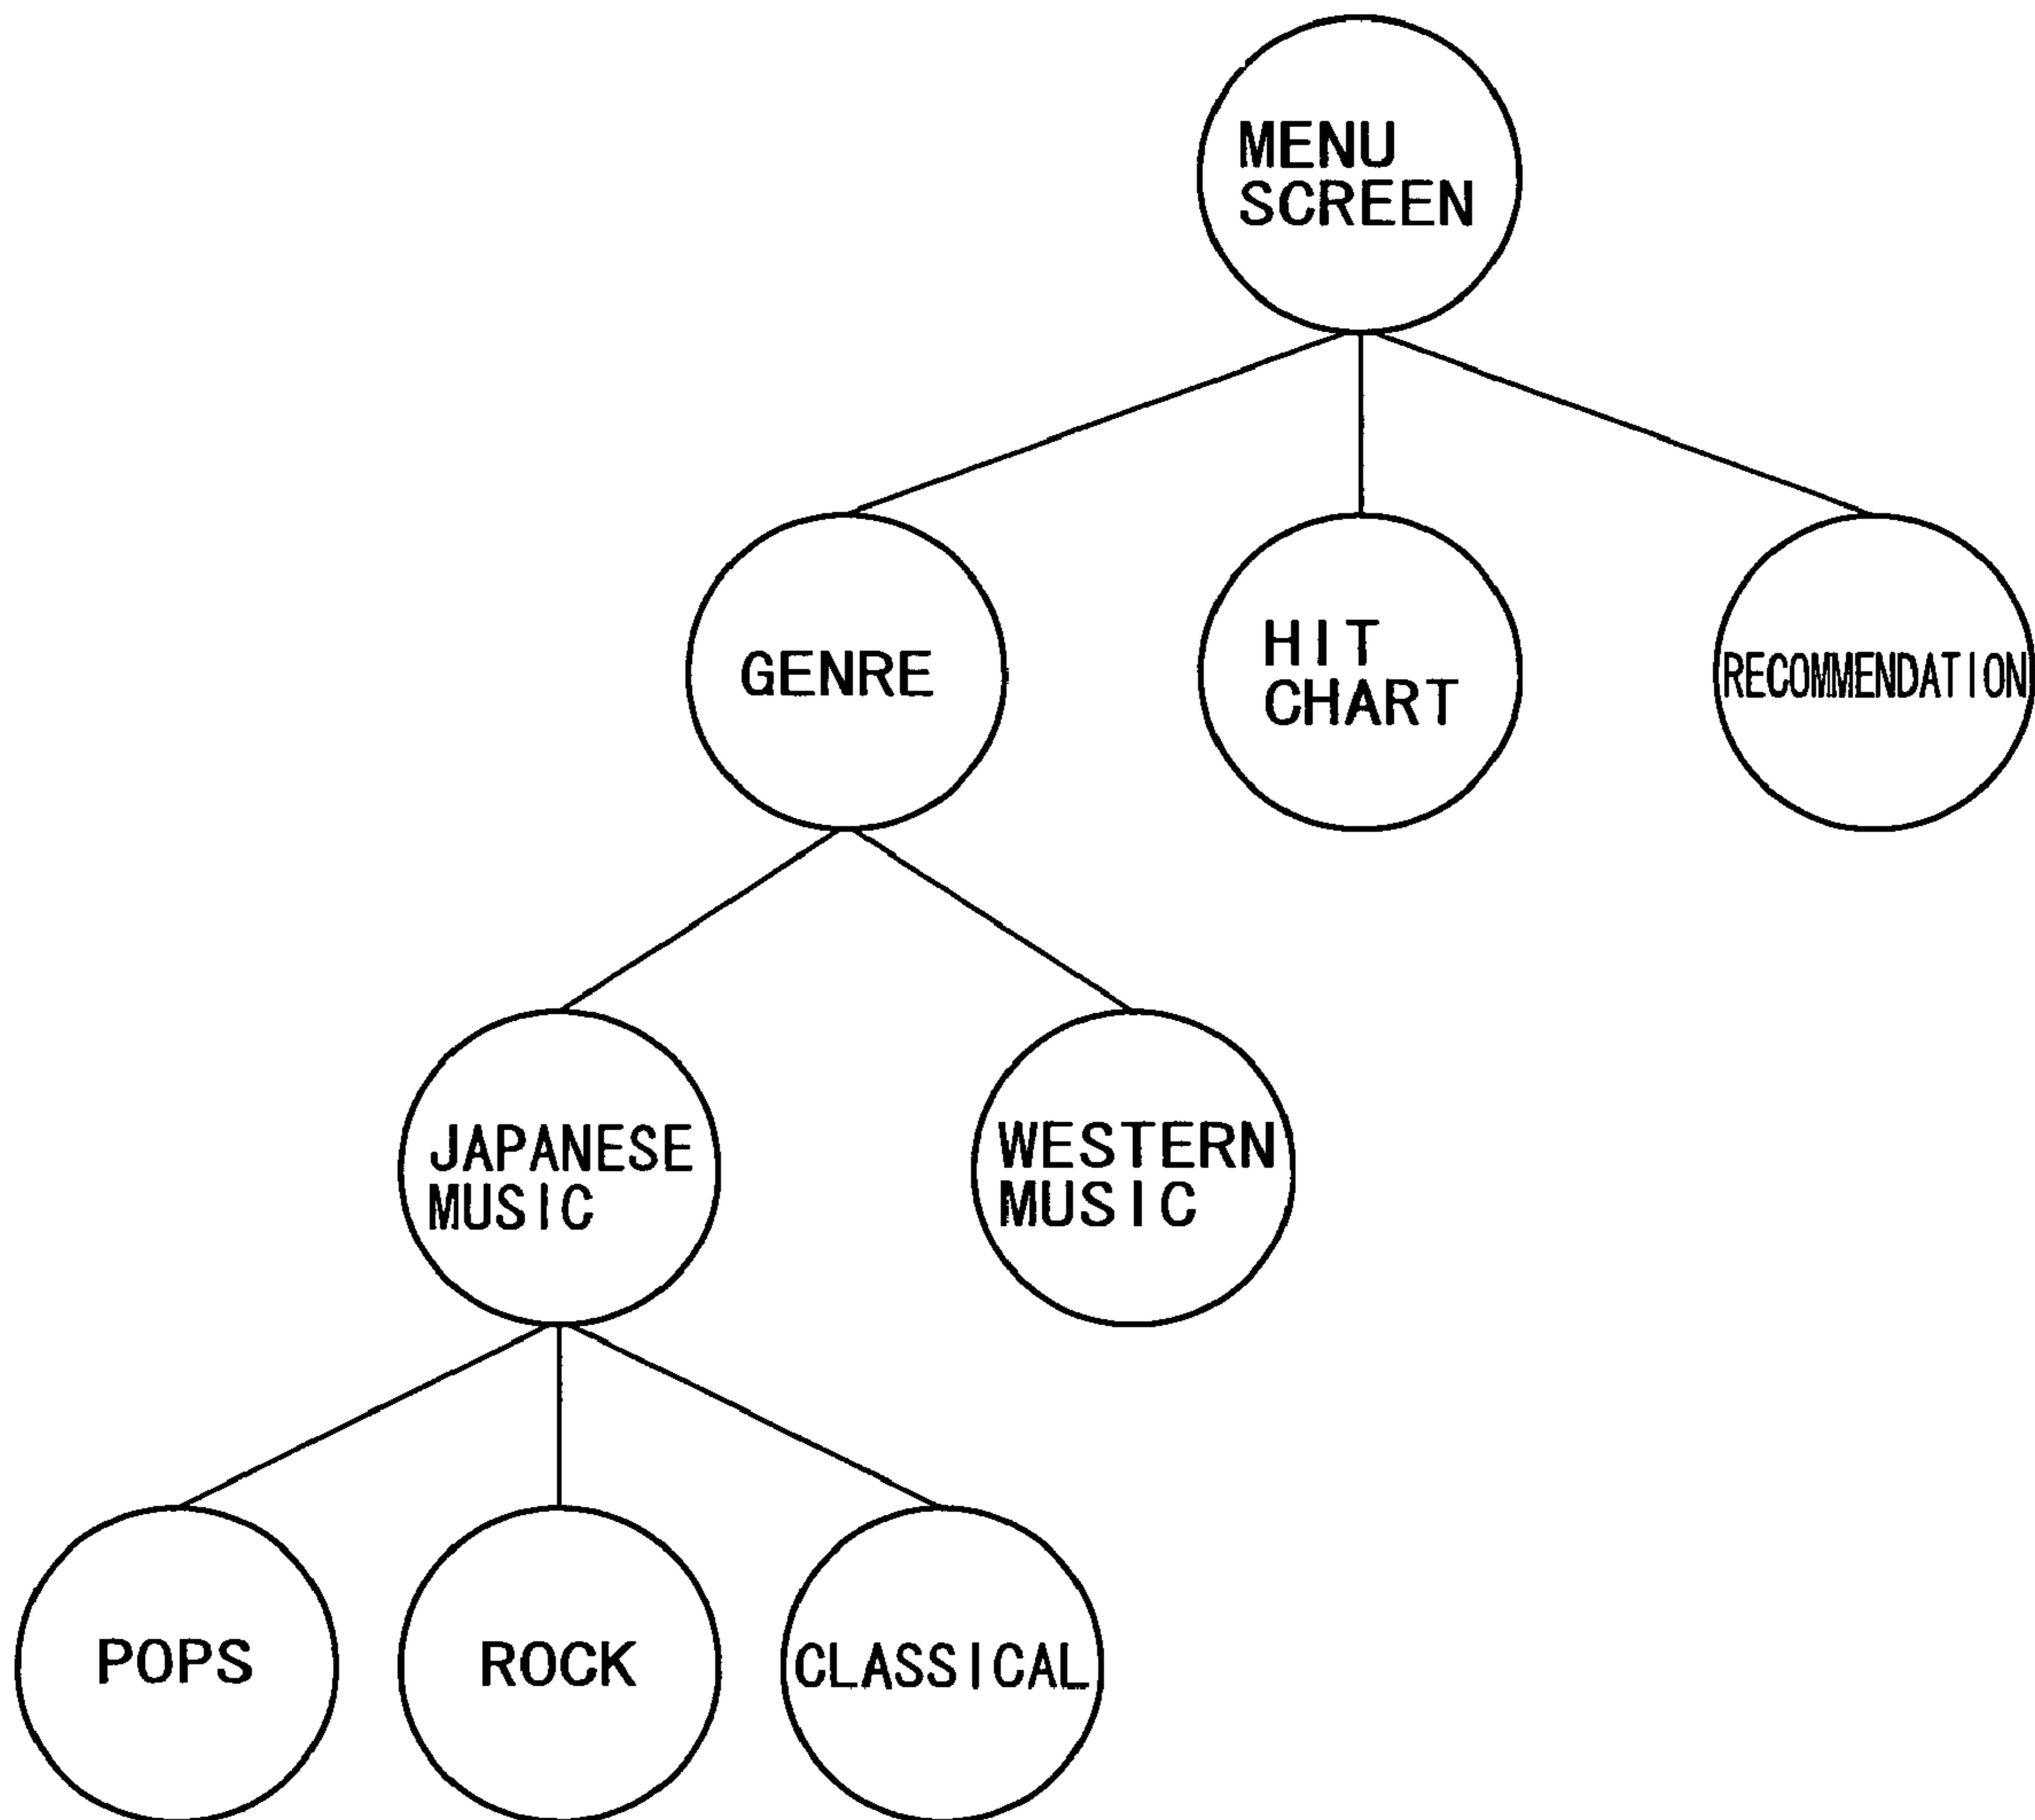 MENU
SCREEN
GENRE
HIT
CHART
RECOMMENDATION
JAPANESE
MUSIC
WESTERN
MUSIC
POPS
ROCK
CLASSICAL